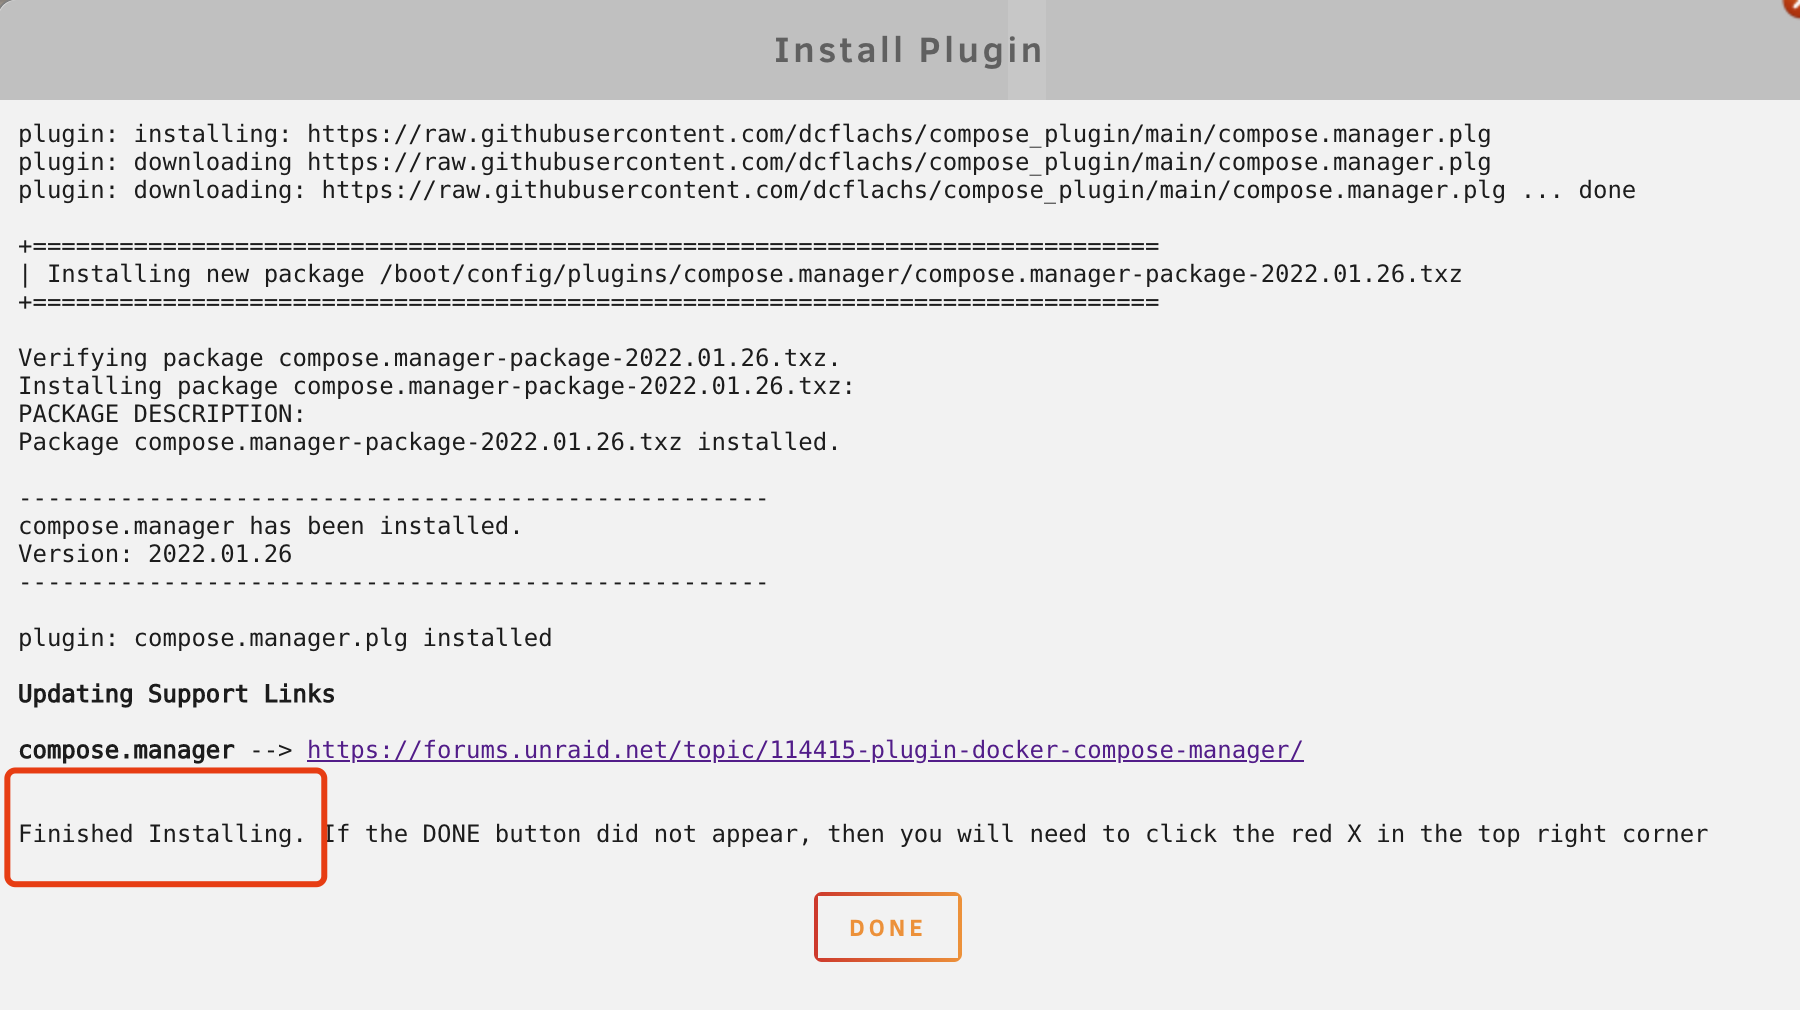 Install Plugin
plugin: installing: https://raw.githubusercontent.com/dcflachs/compose_plugin/main/compose.manager.plg
plugin: downloading https://raw.githubusercontent.com/dcflachs/compose_plugin/main/compose.manager.plg
plugin: downloading: https://raw.githubusercontent.com/dcflachs/compose_plugin/main/compose.manager.plg ... done
+==============================================================================
| Installing new package /boot/config/plugins/compose.manager/compose.manager-package-2022.01.26.txz
+==============================================================================
Verifying package compose.manager-package-2022.01.26.txz.
Installing package compose.manager-package-2022.01.26.txz:
PACKAGE DESCRIPTION:
Package compose.manager-package-2022.01.26.txz installed.
----------------------------------------------------
compose.manager has been installed.
Version: 2022.01.26
----------------------------------------------------
plugin: compose.manager.plg installed
Updating Support Links
compose.manager --> https://forums.unraid.net/topic/114415-plugin-docker-compose-manager/
Finished Installing. If the DONE button did not appear, then you will need to click the red X in the top right corner
DONE